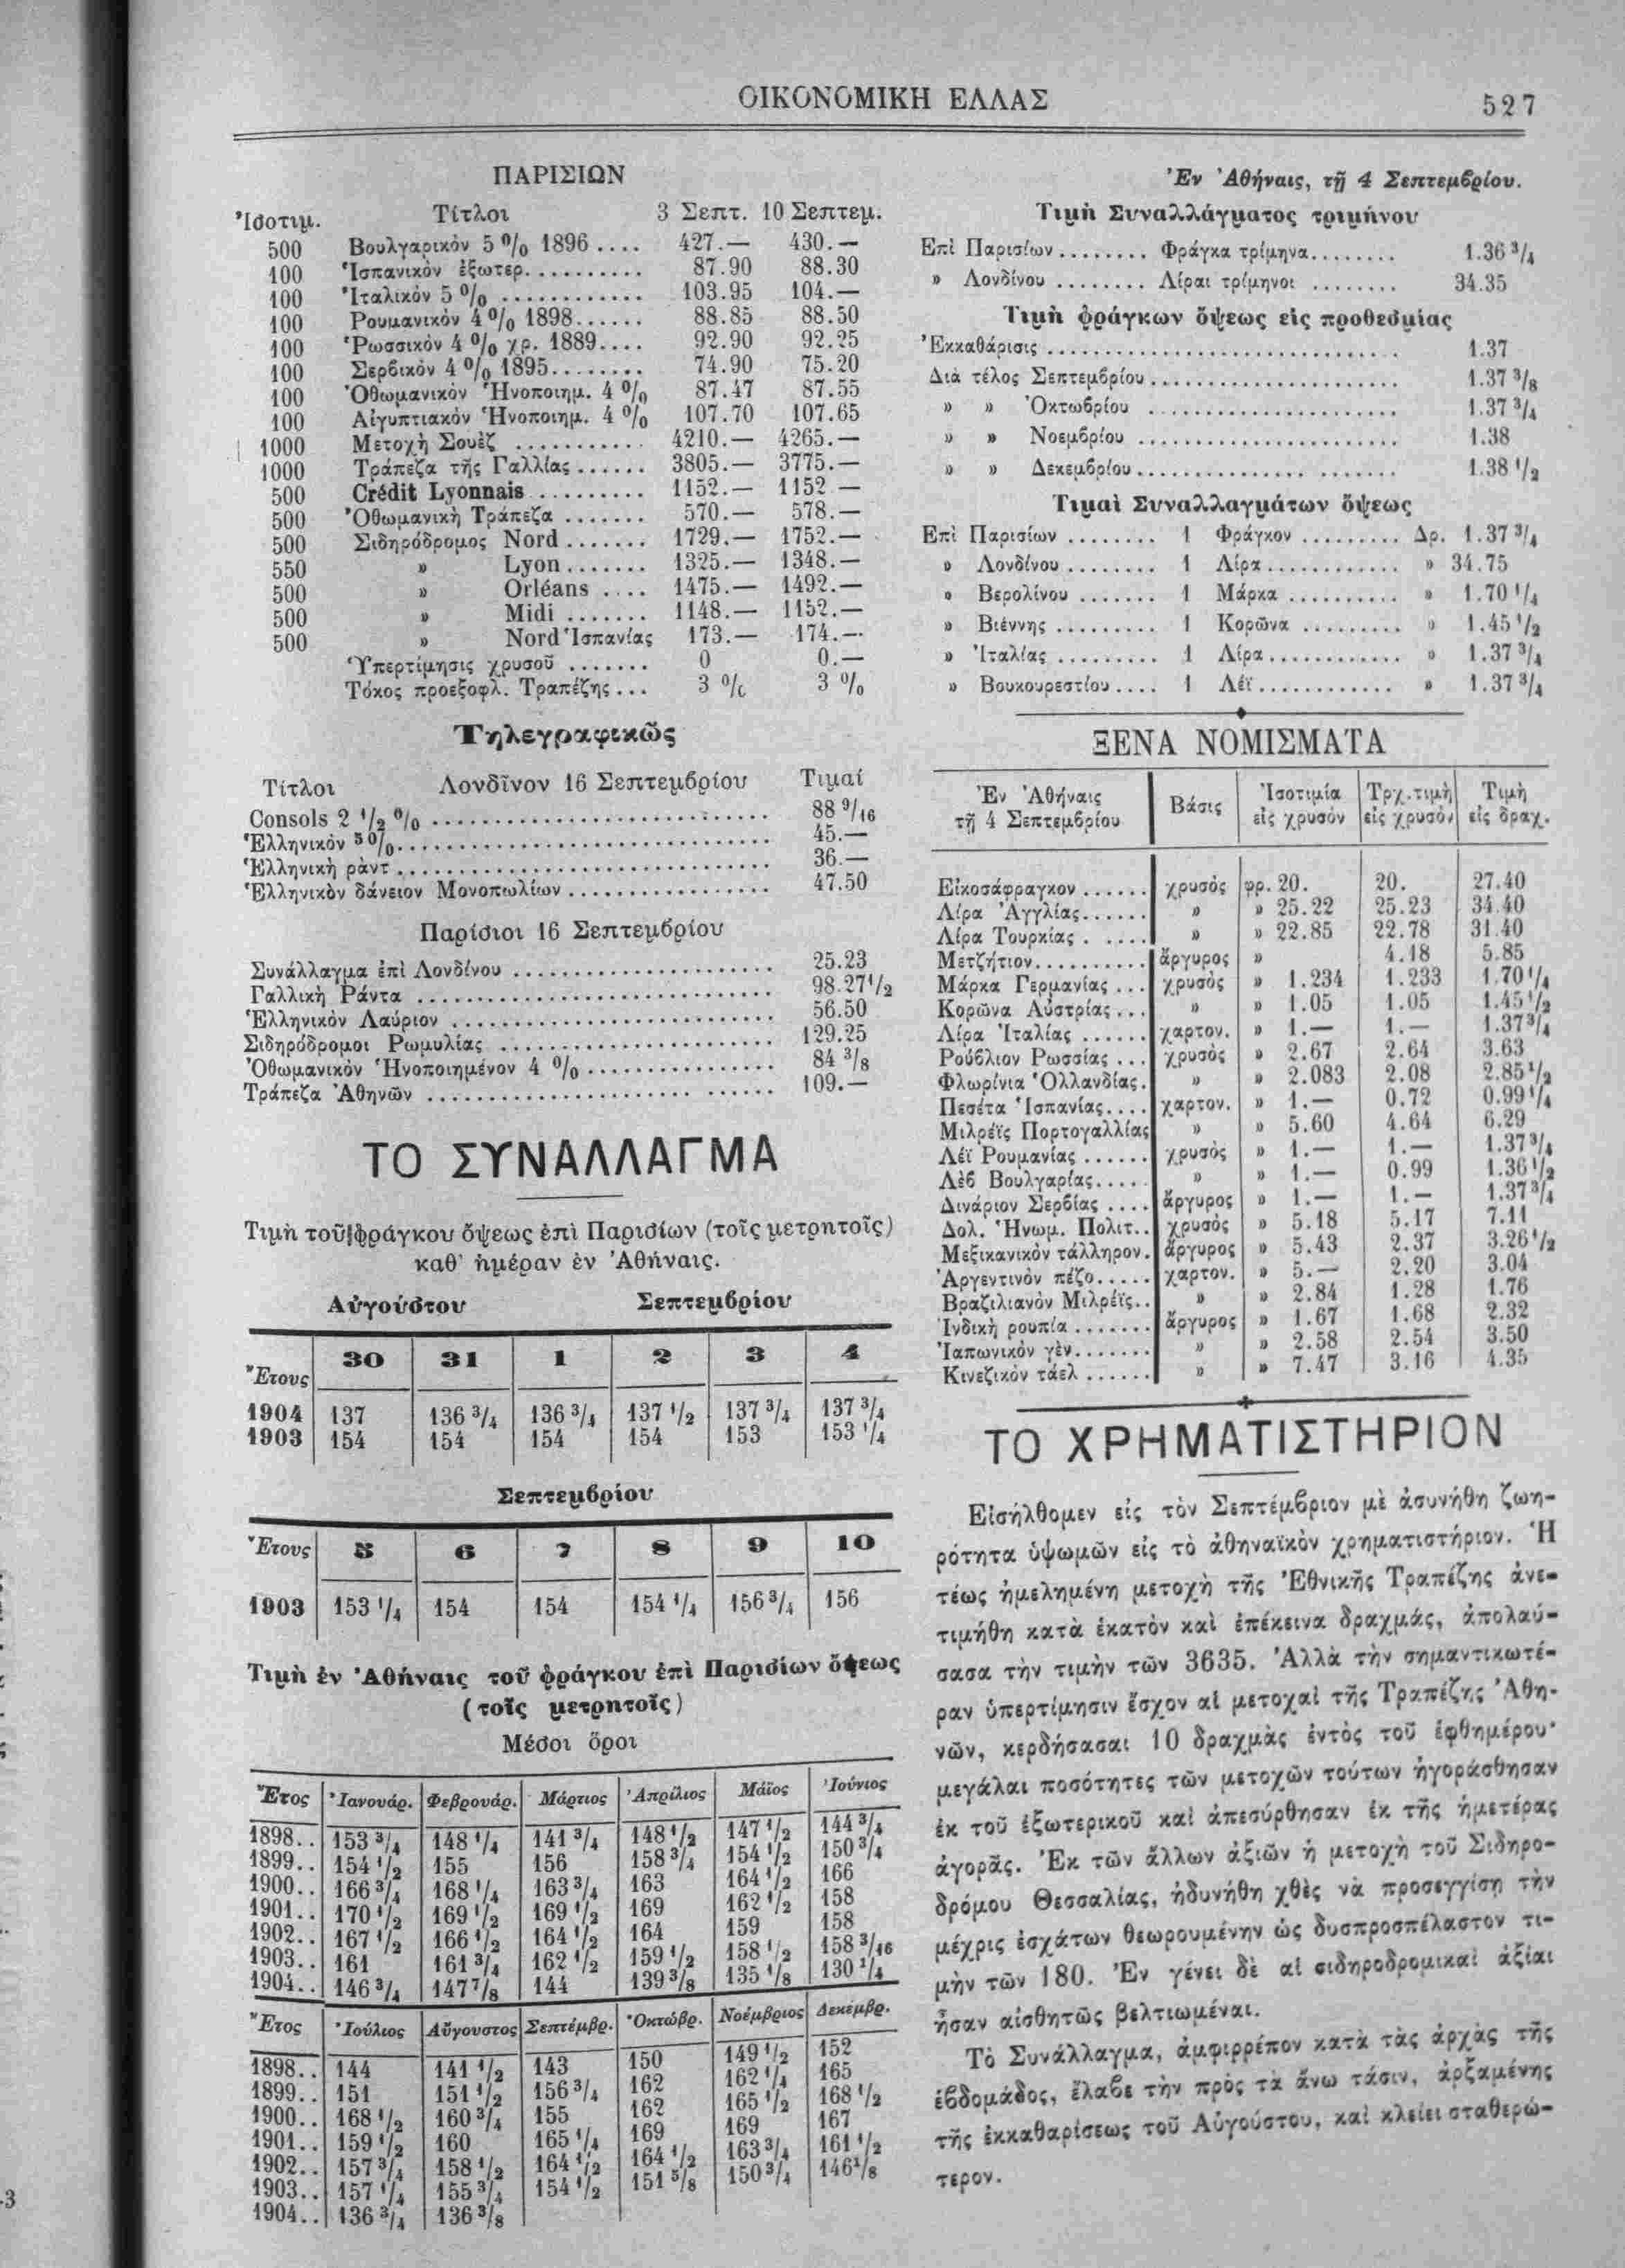 ΟΙΚΟΝΟΜΙΚΗ ΕΛΛΑΣ
527
ΠΑΡΙΣΙΩΝ
Ἰσοτιμ. Τίτλοι 3 Σεπτ. 10 Σεπτεμ.
500 Βουλγαρικὸν 5 % 1896 .... 427.— 430.—
100 Ἱσπανικὸν ἐξωτερ.......... 87.90 88.30
100 Ἰταλικὸν 5 % ............ 103.95 104.—
100 Ρουμανικὸν 4 % 1898...... 88.85 88.50
100 Ῥωσσικὸν 4 % χρ. 1889.... 92.90 92.25
100 Σερβικὸν 4 % 1895........ 74.90 75.20
100 Ὀθωμανικὸν Ἡνοποιημ. 4 % 87.47 87.55
100 Αἰγυπτιακὸν Ἡνοποιημ. 4 % 107.70 107.65
1000 Μετοχὴ Σουὲζ ........... 4210.— 4265.—
1000 Τράπεζα τῆς Γαλλίας...... 3805.— 3775.—
500 Crédit Lyonnais .......... 1152.— 1152 —
500 Ὀθωμανικὴ Τράπεζα ....... 570.— 578.—
500 Σιδηρόδρομος Nord ....... 1729.— 1752.—
550 » Lyon ....... 1325.— 1348.—
500 » Orléans .... 1475.— 1492.—
500 » Midi ....... 1148.— 1152.—
500 » Nord Ἱσπανίας 173.— 174.—
Ὑπερτίμησις χρυσοῦ ....... 0 0.—
Τόκος προεξοφλ. Τραπέζης... 3 % 3 %
Τηλεγραφικῶς
Τίτλοι Λονδῖνον 16 Σεπτεμβρίου Τιμαί
Consols 2 1/2 % .......... 88 9/16
Ἑλληνικὸν 5 %.......... 45.—
Ἑλληνικὴ ρὰντ .......... 36.—
Ἑλληνικὸν δάνειον Μονοπωλίων .......... 47.50
Παρίσιοι 16 Σεπτεμβρίου
Συνάλλαγμα ἐπὶ Λονδίνου .......... 25.23
Γαλλικὴ Ράντα .......... 98.27 1/2
Ἑλληνικὸν Λαύριον .......... 56.50
Σιδηρόδρομοι Ρωμυλίας .......... 129.25
Ὀθωμανικὸν Ἡνοποιημένον 4 % .......... 84 3/8
Τράπεζα Ἀθηνῶν .......... 109.—
ΤΟ ΣΥΝΑΛΛΑΓΜΑ
Τιμὴ τοῦ φράγκου ὄψεως ἐπὶ Παρισίων (τοῖς μετρητοῖς)
καθ' ἡμέραν ἐν Ἀθήναις.
Αὐγούστου Σεπτεμβρίου
Ἔτους 30 31 1 2 3 4
1904 137 136 3/4 136 3/4 137 1/2 137 3/4 137 3/4
1903 154 154 154 154 153 153 1/4
Σεπτεμβρίου
Ἔτους 5 6 7 8 9 10
1903 153 1/4 154 154 154 1/4 156 3/4 156
Τιμὴ ἐν Ἀθήναις τοῦ φράγκου ἐπὶ Παρισίων ὄψεως
(τοῖς μετρητοῖς)
Μέσοι ὅροι
Ἔτος Ἰανουάρ. Φεβρουάρ. Μάρτιος Ἀπρίλιος Μάϊος Ἰούνιος
1898.. 153 3/4 148 1/4 141 3/4 148 1/2 147 1/2 144 3/4
1899.. 154 1/2 155 156 158 3/4 154 1/2 150 3/4
1900.. 166 3/4 168 1/4 163 3/4 163 164 1/2 166
1901.. 170 1/2 169 1/2 169 1/2 169 162 1/2 158
1902.. 167 1/2 166 1/2 164 1/2 164 159 158
1903.. 161 161 3/4 162 1/2 159 1/2 158 1/2 158 3/16
1904.. 146 3/4 147 7/8 144 139 3/8 135 1/8 130 1/4
Ἔτος Ἰούλιος Αὔγουστος Σεπτέμβρ. Ὀκτώβρ. Νοέμβριος Δεκέμβρ.
1898.. 144 141 1/2 143 150 149 1/2 152
1899.. 151 151 1/2 156 3/4 162 162 1/4 165
1900.. 168 1/2 160 3/4 155 162 165 1/2 168 1/2
1901.. 159 1/2 160 165 1/4 169 169 167
1902.. 157 3/4 158 1/2 164 1/2 164 1/2 163 3/4 161 1/2
1903.. 157 1/4 155 3/4 154 1/2 151 5/8 150 3/4 146 1/8
1904.. 136 3/4 136 3/8
Ἐν Ἀθήναις, τῇ 4 Σεπτεμβρίου.
Τιμὴ Συναλλάγματος τριμήνου
Ἐπὶ Παρισίων ........ Φράγκα τρίμηνα........ 1.36 3/4
» Λονδίνου ........ Λίραι τρίμηνοι ........ 34.35
Τιμὴ φράγκων ὄψεως εἰς προθεσμίας
Ἐκκαθάρισις .......... 1.37
Διὰ τέλος Σεπτεμβρίου .......... 1.37 3/8
» » Ὀκτωβρίου .......... 1.37 3/4
» » Νοεμβρίου .......... 1.38
» » Δεκεμβρίου .......... 1.38 1/2
Τιμαὶ Συναλλαγμάτων ὄψεως
Ἐπὶ Παρισίων ........ 1 Φράγκον ......... Δρ. 1.37 3/4
» Λονδίνου ........ 1 Λίρα............ » 34.75
» Βερολίνου ....... 1 Μάρκα .......... » 1.70 1/4
» Βιέννης ......... 1 Κορῶνα ......... » 1.45 1/2
» Ἰταλίας ......... 1 Λίρα............ » 1.37 3/4
» Βουκουρεστίου .... 1 Λέϊ............ » 1.37 3/4
ΞΕΝΑ ΝΟΜΙΣΜΑΤΑ
Ἐν Ἀθήναις Βάσις Ἰσοτιμία Τρχ. τιμὴ Τιμὴ
τῇ 4 Σεπτεμβρίου εἰς χρυσόν εἰς χρυσόν εἰς δραχ.
Εἰκοσάφραγκον ...... χρυσὸς φρ. 20. 20. 27.40
Λίρα Ἀγγλίας...... » » 25.22 25.23 34.40
Λίρα Τουρκίας ..... » » 22.85 22.78 31.40
Μετζήτιον.......... ἄργυρος » 4.18 5.85
Μάρκα Γερμανίας ... χρυσὸς » 1.234 1.233 1.70 1/4
Κορῶνα Αὐστρίας... » » 1.05 1.05 1.45 1/2
Λίρα Ἰταλίας ...... χαρτον. » 1.— 1.— 1.37 3/4
Ρούβλιον Ρωσσίας ... χρυσὸς » 2.67 2.64 3.63
Φλωρίνια Ὁλλανδίας. » » 2.083 2.08 2.85 1/2
Πεσέτα Ἱσπανίας.... χαρτον. » 1.— 0.72 0.99 1/4
Μιλρέϊς Πορτογαλλίας » » 5.60 4.64 6.29
Λέϊ Ρουμανίας ...... χρυσὸς » 1.— 1.— 1.37 3/4
Λὲβ Βουλγαρίας..... » » 1.— 0.99 1.36 1/2
Δινάριον Σερβίας .... ἄργυρος » 1.— 1.— 1.37 3/4
Δολ. Ἡνωμ. Πολιτ.. χρυσὸς » 5.18 5.17 7.11
Μεξικανικὸν τάλληρον. ἄργυρος » 5.43 2.37 3.26 1/2
Ἀργεντινὸν πέζο..... χαρτον. » 5.— 2.20 3.04
Βραζιλιανὸν Μιλρέϊς.. » » 2.84 1.28 1.76
Ἰνδικὴ ρουπία ....... ἄργυρος » 1.67 1.68 2.32
Ἰαπωνικὸν γὲν....... » » 2.58 2.54 3.50
Κινεζικὸν τάελ ...... » » 7.47 3.16 4.35
ΤΟ ΧΡΗΜΑΤΙΣΤΗΡΙΟΝ
Εἰσήλθομεν εἰς τὸν Σεπτέμβριον μὲ ἀσυνήθη ζωη-
ρότητα ὑψωμῶν εἰς τὸ ἀθηναϊκὸν χρηματιστήριον. Ἡ
τέως ἠμελημένη μετοχὴ τῆς Ἐθνικῆς Τραπέζης ἀνε-
τιμήθη κατὰ ἑκατὸν καὶ ἐπέκεινα δραχμάς, ἀπολαύ-
σασα τὴν τιμὴν τῶν 3635. Ἀλλὰ τὴν σημαντικωτέ-
ραν ὑπερτίμησιν ἔσχον αἱ μετοχαὶ τῆς Τραπέζης Ἀθη-
νῶν, κερδήσασαι 10 δραχμὰς ἐντὸς τοῦ ἑφθημέρου·
μεγάλαι ποσότητες τῶν μετοχῶν τούτων ἠγοράσθησαν
ἐκ τοῦ ἐξωτερικοῦ καὶ ἀπεσύρθησαν ἐκ τῆς ἡμετέρας
ἀγορᾶς. Ἐκ τῶν ἄλλων ἀξιῶν ἡ μετοχὴ τοῦ Σιδηρο-
δρόμου Θεσσαλίας, ἠδυνήθη χθὲς νὰ προσεγγίσῃ τὴν
μέχρις ἐσχάτων θεωρουμένην ὡς δυσπροσπέλαστον τι-
μὴν τῶν 180. Ἐν γένει δὲ αἱ σιδηροδρομικαὶ ἀξίαι
ἦσαν αἰσθητῶς βελτιωμέναι.
Τὸ Συνάλλαγμα, ἀμφιρρέπον κατὰ τὰς ἀρχὰς τῆς
ἑβδομάδος, ἔλαβε τὴν πρὸς τὰ ἄνω τάσιν, ἀρξαμένης
τῆς ἐκκαθαρίσεως τοῦ Αὐγούστου, καὶ κλείει σταθερώ-
τερον.